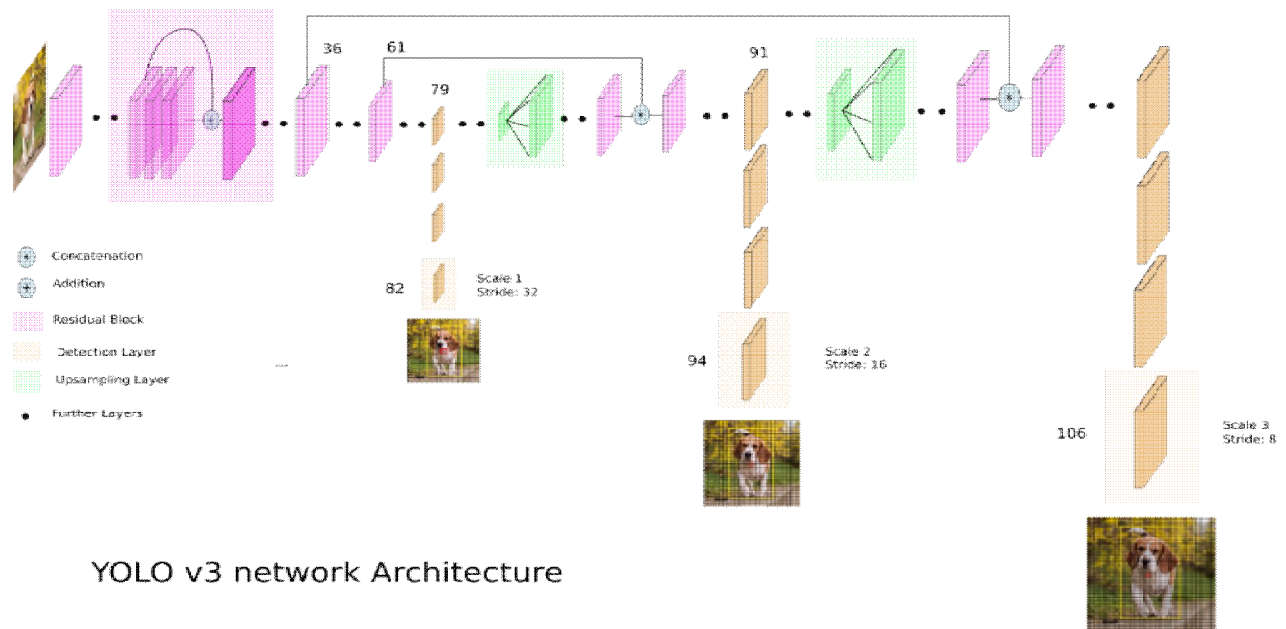 36
61
91
79
Concatenation
Addition
Residual Block
Detection Layer
Upsampling Layer
Further Layers
82
Scale 1
Stride: 32
94
Scale 2
Stride: 16
106
Scale 3
Stride: 8
YOLO v3 network Architecture